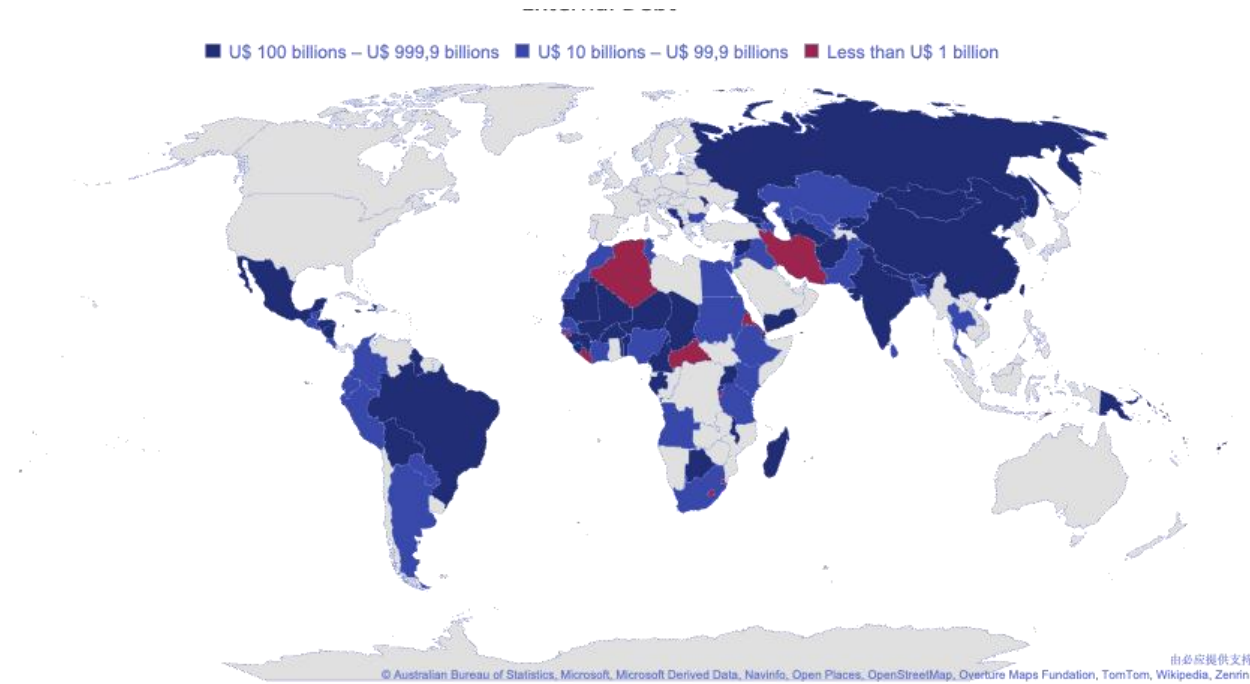 U$ 100 billions – U$ 999,9 billions U$ 10 billions – U$ 99,9 billions Less than U$ 1 billion
由必应提供支持
© Australian Bureau of Statistics, Microsoft, Microsoft Derived Data, Navinfo, Open Places, OpenStreetMap, Overture Maps Fundation, TomTom, Wikipedia, Zenrin